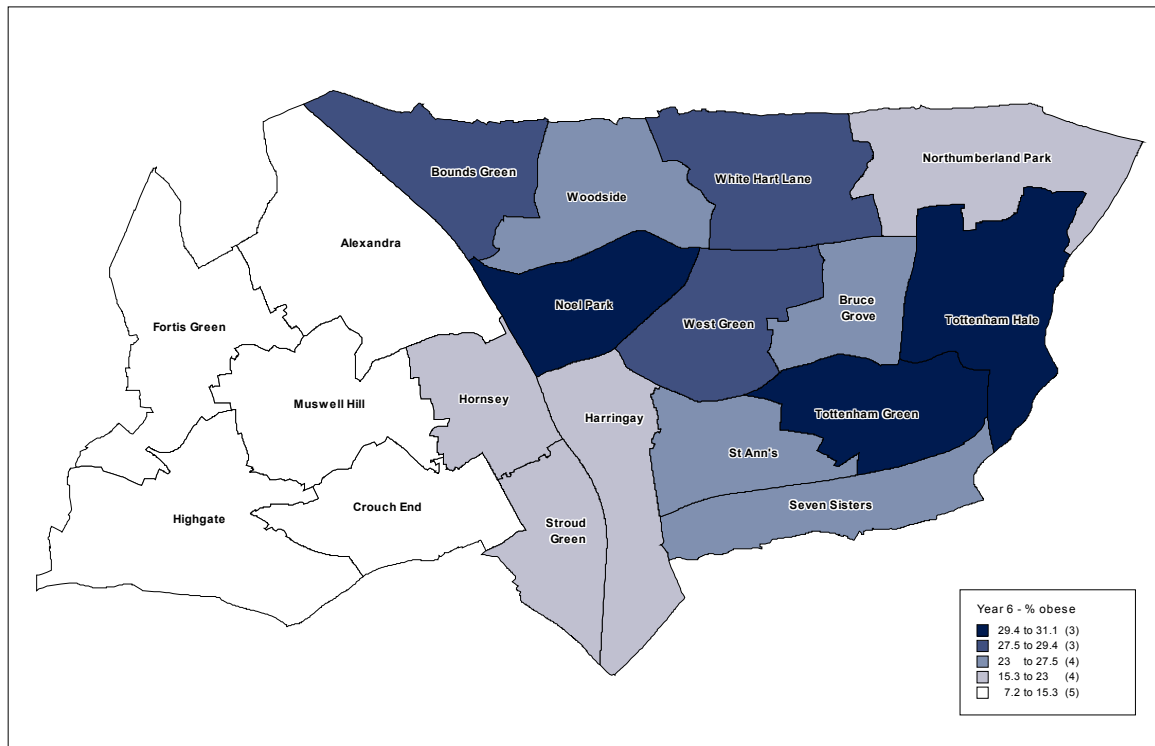 Northumberland Park
Bounds Green
White Hart Lane
Woodside
Alexandra
Noel Park
Bruce
Grove
Fortis Green
West Green
Tottenham Hale
Muswell Hill
Hornsey
Harringay
Tottenham Green
St Ann's
Crouch End
Seven Sisters
Highgate
Stroud
Green
Year 6 - % obese
29.4 to 31.1 (3)
27.5 to 29.4 (3)
23 to 27.5 (4)
15.3 to 23 (4)
7.2 to 15.3 (5)